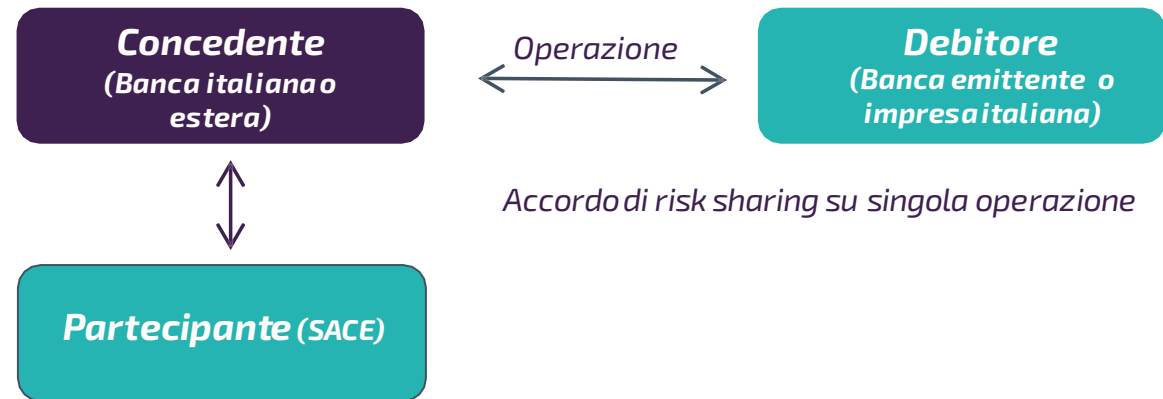 Concedente
(Banca italiana o
estera)
Operazione
Debitore
(Banca emittente o
impresa italiana)
Accordo di risk sharing su singola operazione
Partecipante (SACE)